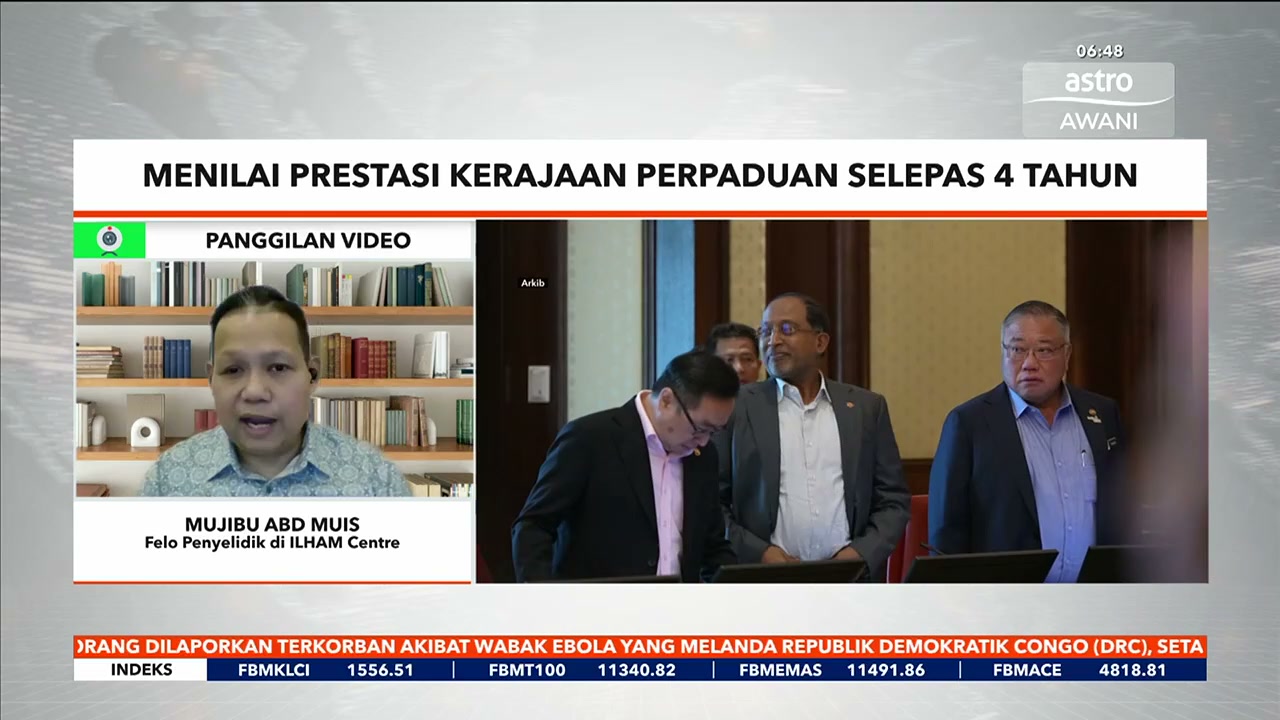 06:48
astro
AWANI
MENILAI PRESTASI KERAJAAN PERPADUAN SELEPAS 4 TAHUN
PANGGILAN VIDEO
Arkib
MUJIBU ABD MUIS
Felo Penyelidik di ILHAM Centre
ORANG DILAPORKAN TERKORBAN AKIBAT WABAK EBOLA YANG MELANDA REPUBLIK DEMOKRATIK CONGO (DRC), SETA
INDEKS FBMKLCI 1556.51 | FBMT100 11340.82 | FBMEMAS 11491.86 | FBMACE 4818.81